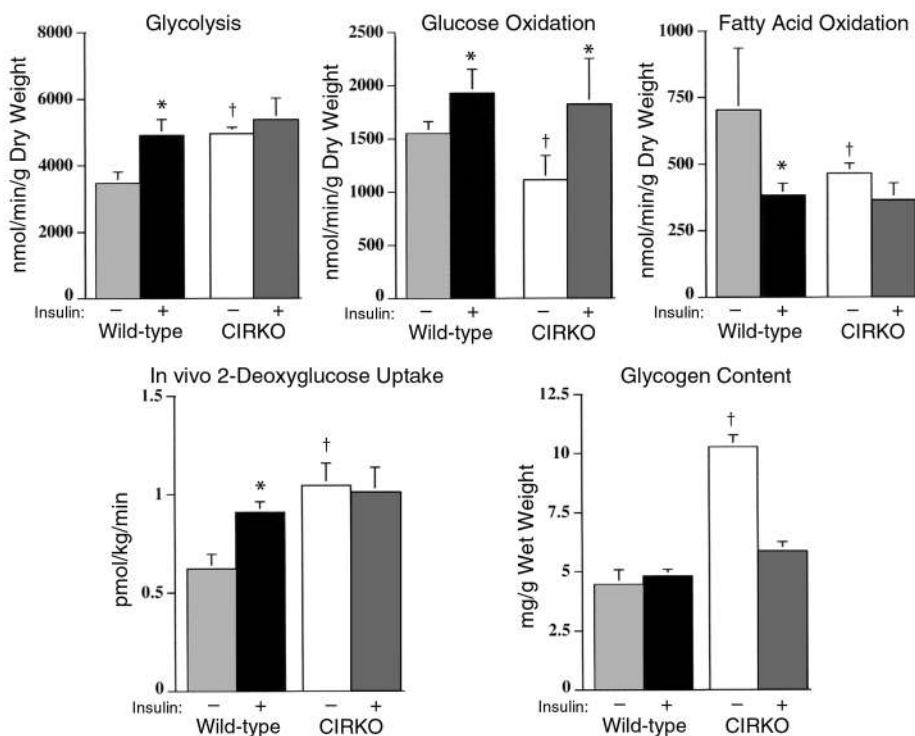 Glycolysis
nmol/min/g Dry Weight
8000
6000
4000
2000
0
*
†
Insulin: − + − +
Wild-type CIRKO
Glucose Oxidation
nmol/min/g Dry Weight
2500
2000
1500
1000
500
0
*
†
*
− + − +
Wild-type CIRKO
Fatty Acid Oxidation
nmol/min/g Dry Weight
1000
750
500
250
0
*
†
Insulin: − + − +
Wild-type CIRKO
In vivo 2-Deoxyglucose Uptake
pmol/kg/min
1.5
1
0.5
0
*
†
Insulin: − + − +
Wild-type CIRKO
Glycogen Content
mg/g Wet Weight
12.5
10
7.5
5
2.5
0
†
Insulin: − + − +
Wild-type CIRKO